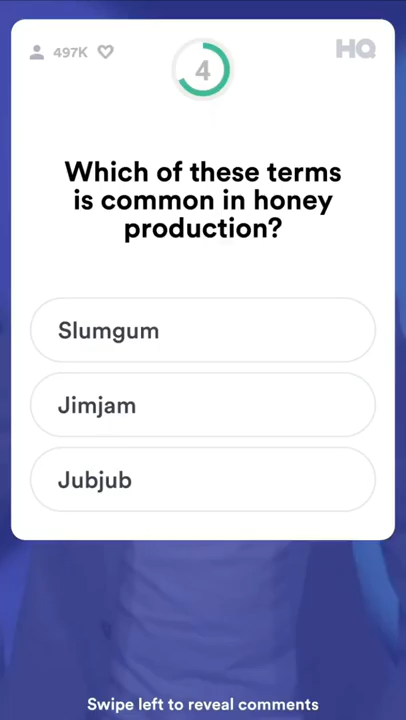 497K
4
HQ
Which of these terms
is common in honey
production?
Slumgum
Jimjam
Jubjub
Swipe left to reveal comments